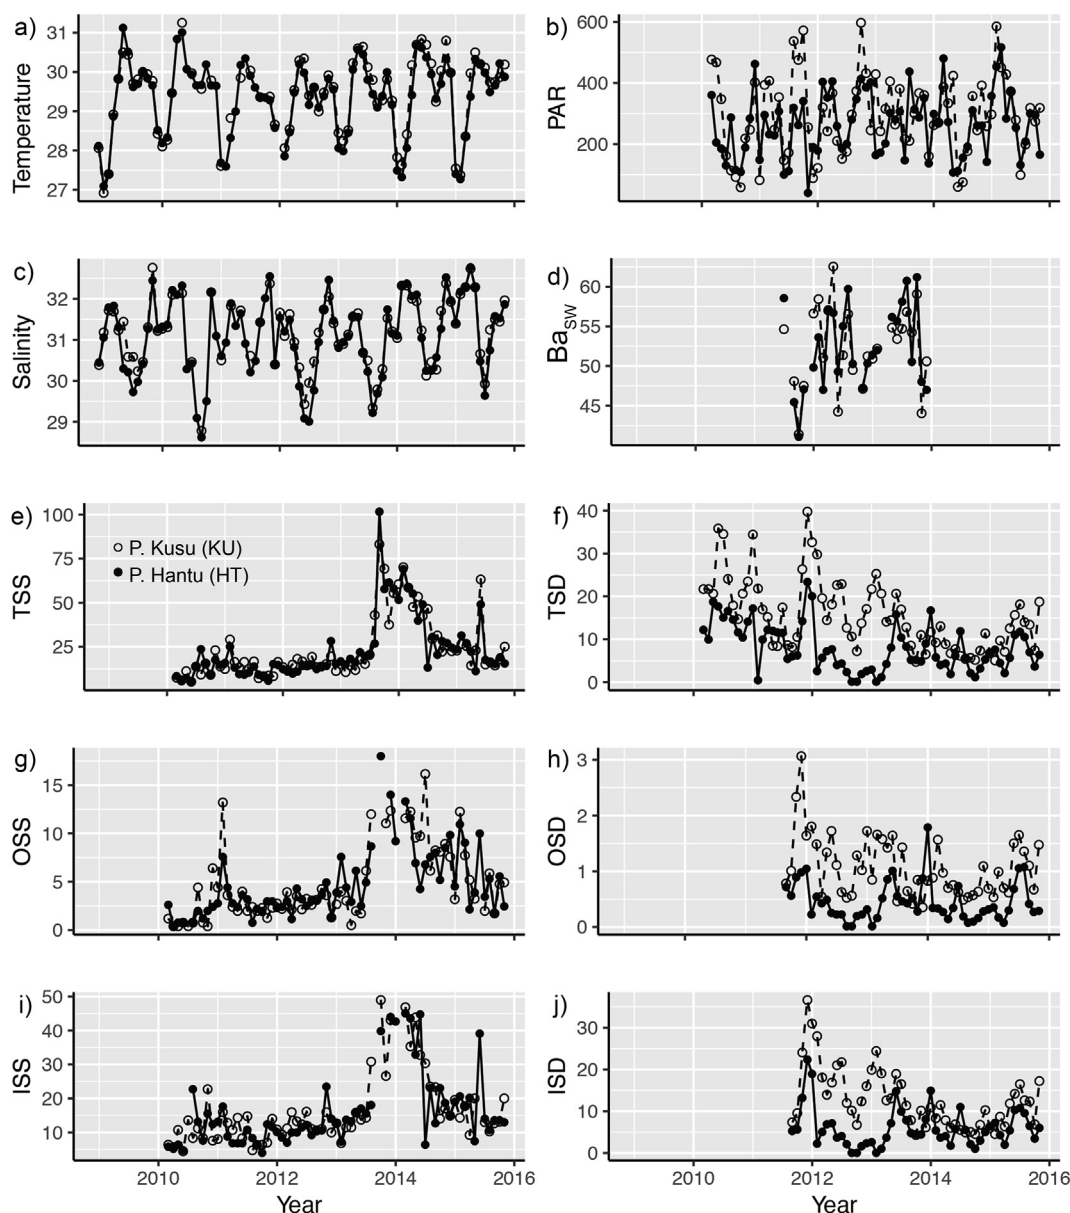 a)
Temperature
31
30
29
28
27
b)
PAR
600
400
200
c)
Salinity
32
31
30
29
d)
BaSW
60
55
50
45
e)
TSS
100
75
50
25
P. Kusu (KU)
P. Hantu (HT)
f)
TSD
40
30
20
10
0
g)
OSS
15
10
5
0
h)
OSD
3
2
1
0
i)
ISS
50
40
30
20
10
2010 2012 2014 2016
Year
j)
ISD
30
20
10
0
2010 2012 2014 2016
Year